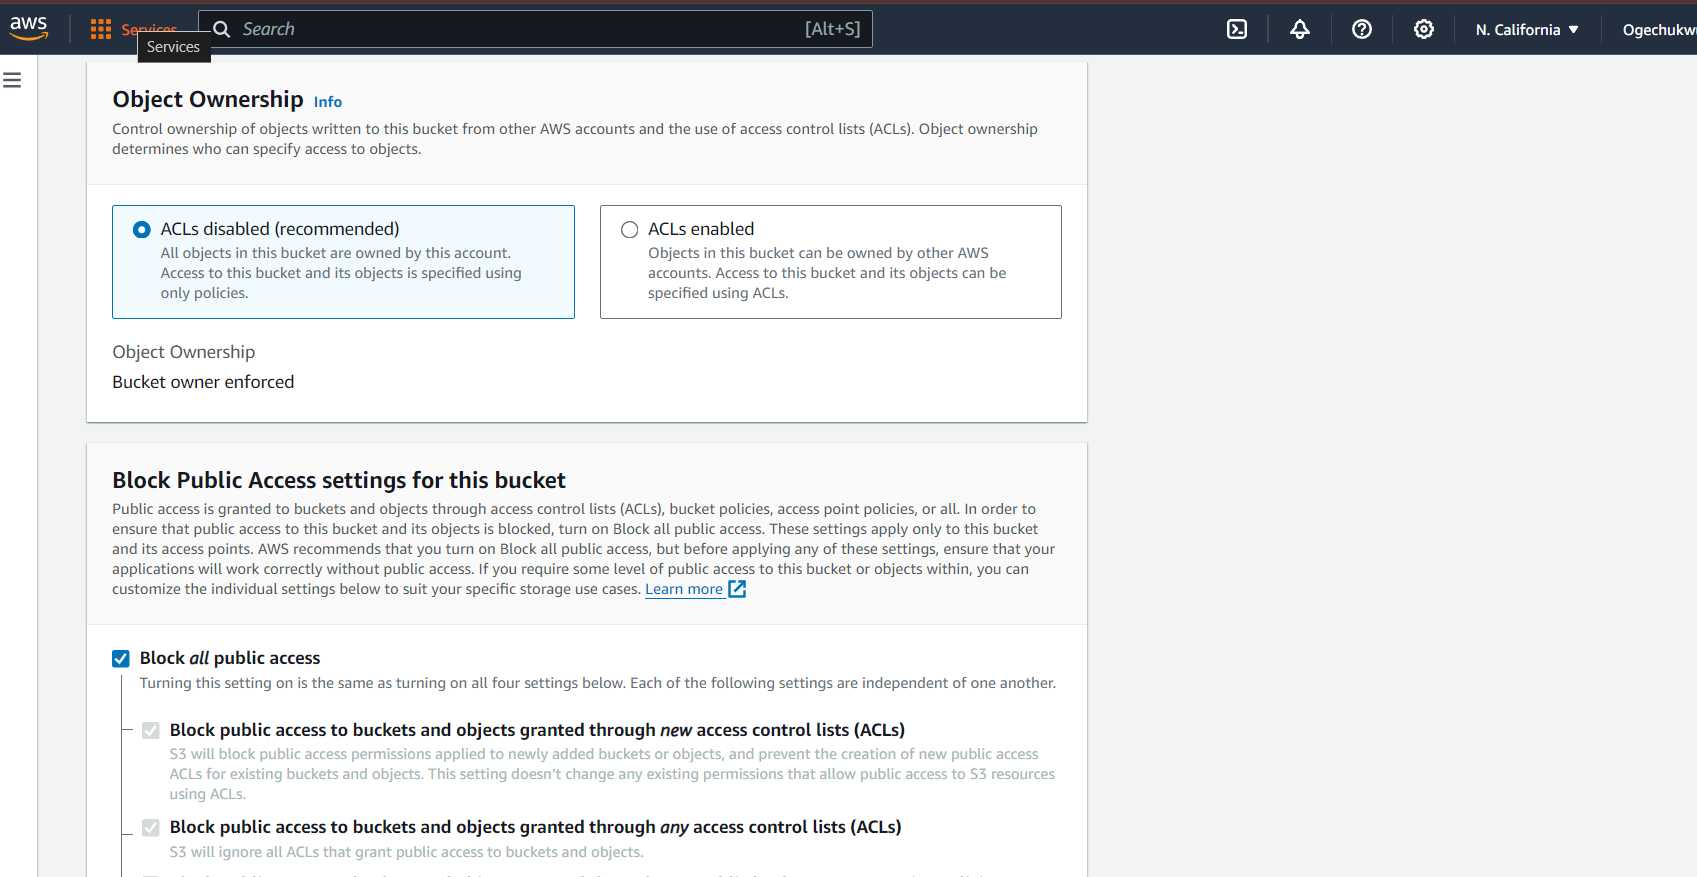 aws
Services
Search
[Alt+S]
N. California
Ogechukw
Services
Object Ownership Info
Control ownership of objects written to this bucket from other AWS accounts and the use of access control lists (ACLs). Object ownership
determines who can specify access to objects.
ACLs disabled (recommended)
All objects in this bucket are owned by this account.
Access to this bucket and its objects is specified using
only policies.
ACLs enabled
Objects in this bucket can be owned by other AWS
accounts. Access to this bucket and its objects can be
specified using ACLs.
Object Ownership
Bucket owner enforced
Block Public Access settings for this bucket
Public access is granted to buckets and objects through access control lists (ACLs), bucket policies, access point policies, or all. In order to
ensure that public access to this bucket and its objects is blocked, turn on Block all public access. These settings apply only to this bucket
and its access points. AWS recommends that you turn on Block all public access, but before applying any of these settings, ensure that your
applications will work correctly without public access. If you require some level of public access to this bucket or objects within, you can
customize the individual settings below to suit your specific storage use cases. Learn more
Block all public access
Turning this setting on is the same as turning on all four settings below. Each of the following settings are independent of one another.
Block public access to buckets and objects granted through new access control lists (ACLs)
S3 will block public access permissions applied to newly added buckets or objects, and prevent the creation of new public access
ACLs for existing buckets and objects. This setting doesn't change any existing permissions that allow public access to S3 resources
using ACLs.
Block public access to buckets and objects granted through any access control lists (ACLs)
S3 will ignore all ACLs that grant public access to buckets and objects.